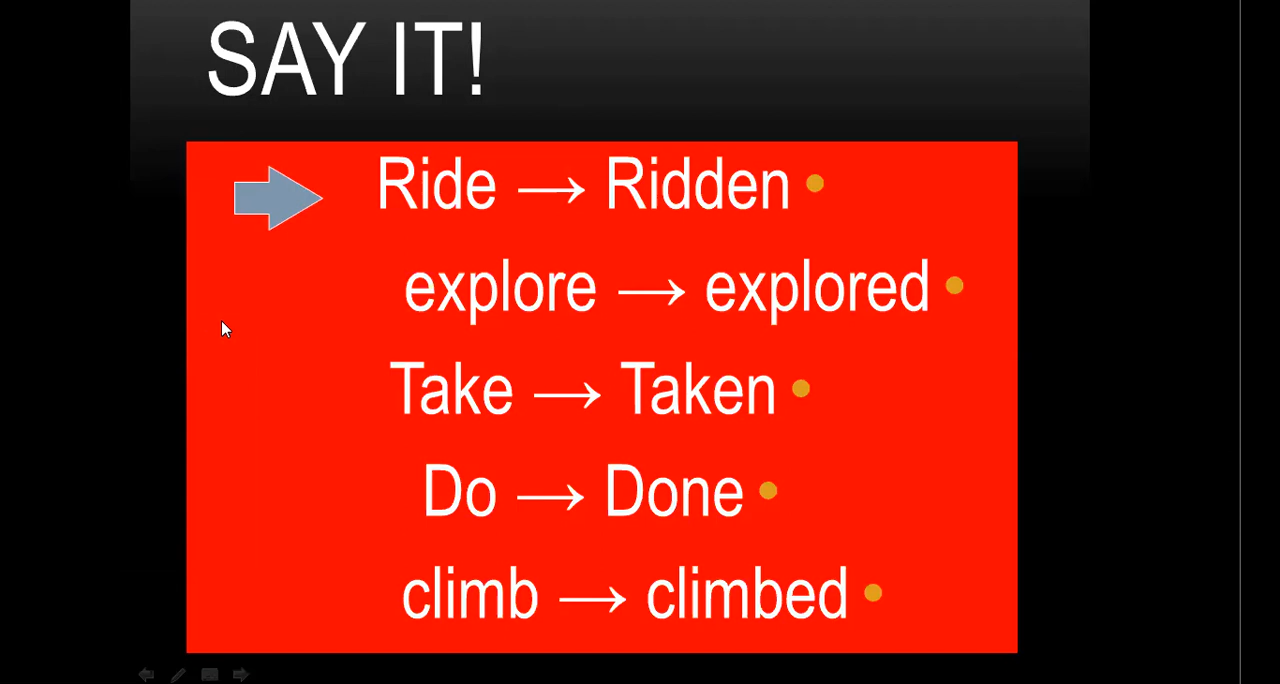 SAY IT!
Ride → Ridden •
explore → explored •
Take → Taken •
Do → Done •
climb → climbed •